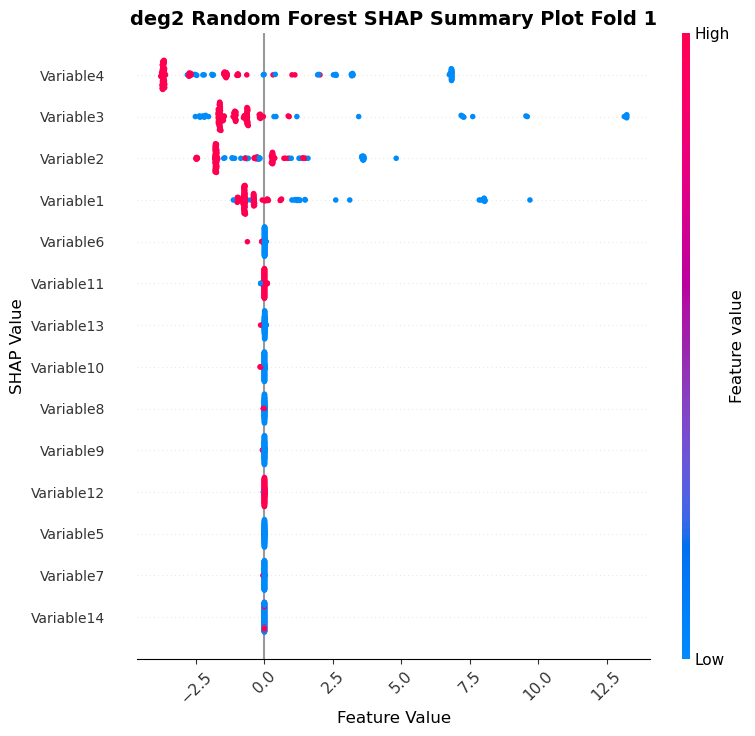 deg2 Random Forest SHAP Summary Plot Fold 1
High
Variable4
Variable3
Variable2
Variable1
Variable6
Variable11
Variable13
Variable10
Variable8
Variable9
Variable12
Variable5
Variable7
Variable14
SHAP Value
Feature value
Low
−2.5 0.0 2.5 5.0 7.5 10.0 12.5
Feature Value